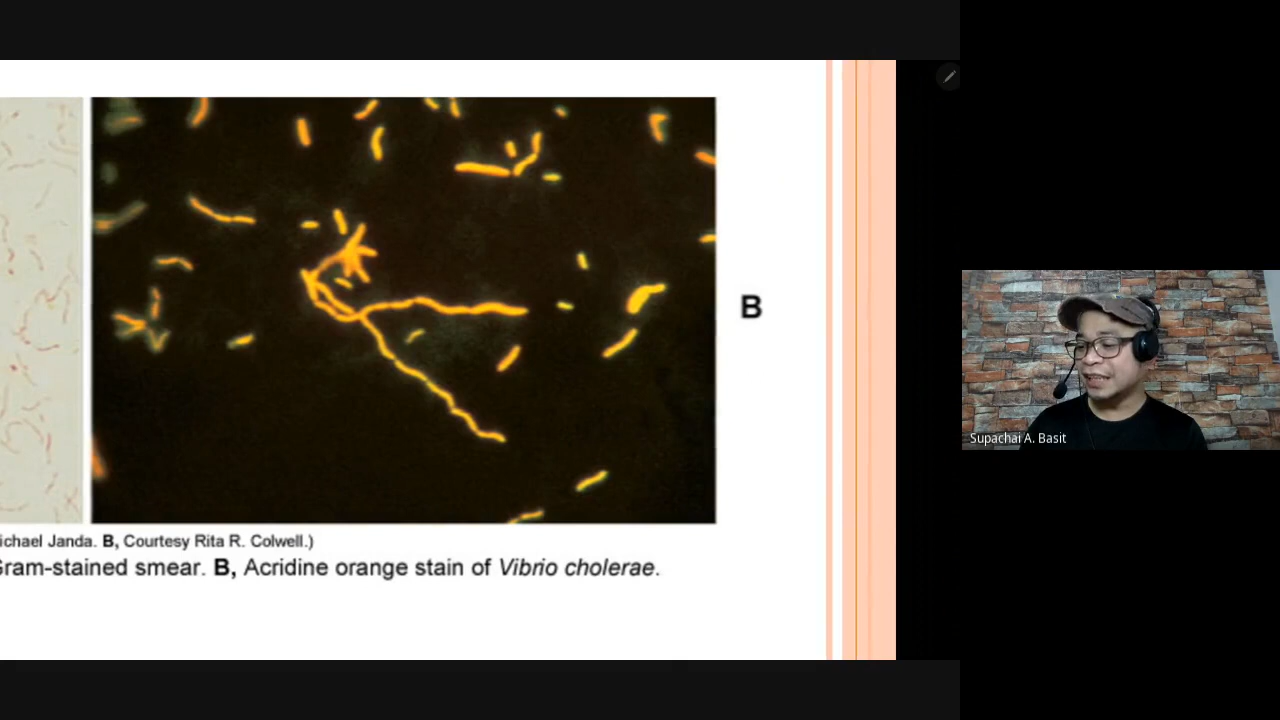 B
ichael Janda. B, Courtesy Rita R. Colwell.)
Gram-stained smear. B, Acridine orange stain of Vibrio cholerae.
Supachai A. Basit